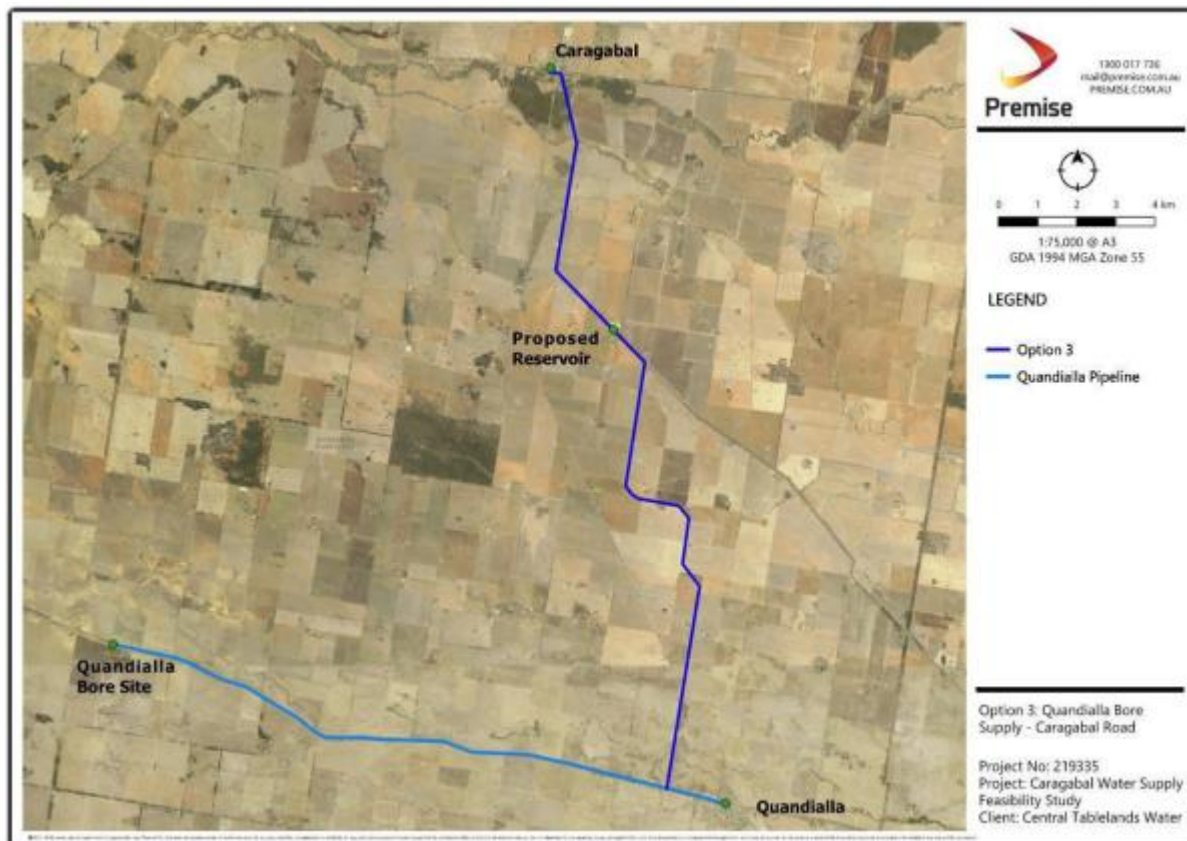 Caragabal
Proposed
Reservoir
Quandialla
Bore Site
Quandialla
Premise
1300 017 736
mail@premise.com.au
PREMISE.COM.AU
0 1 2 3 4 km
1:75,000 @ A3
GDA 1994 MGA Zone 55
LEGEND
Option 3
Quandialla Pipeline
Option 3: Quandialla Bore
Supply - Caragabal Road
Project No: 219335
Project: Caragabal Water Supply
Feasibility Study
Client: Central Tablelands Water